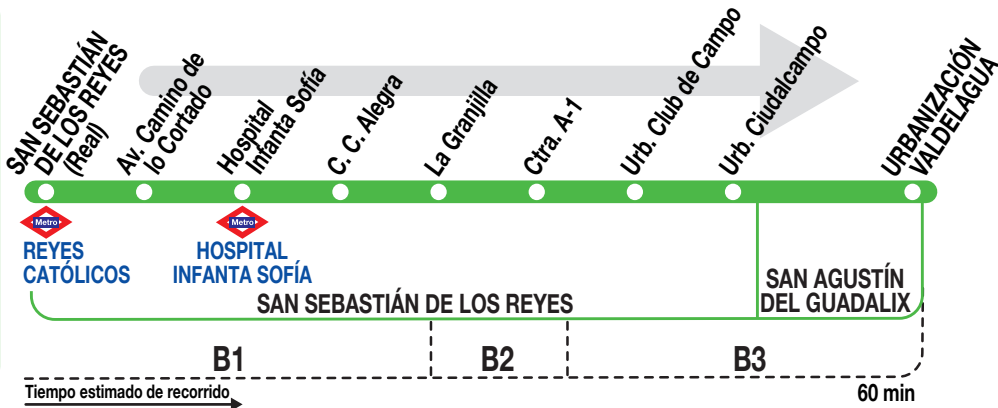 SAN SEBASTIÁN
DE LOS REYES
(Real)
Av. Camino de
lo Cortado
Hospital
Infanta Sofía
C. C. Alegra
La Granjilla
Ctra. A-1
Urb. Club de Campo
Urb. Ciudalcampo
URBANIZACIÓN
VALDELAGUA
Metro
REYES
CATÓLICOS
Metro
HOSPITAL
INFANTA SOFÍA
SAN SEBASTIÁN DE LOS REYES
SAN AGUSTÍN
DEL GUADALIX
B1
B2
B3
Tiempo estimado de recorrido
60 min